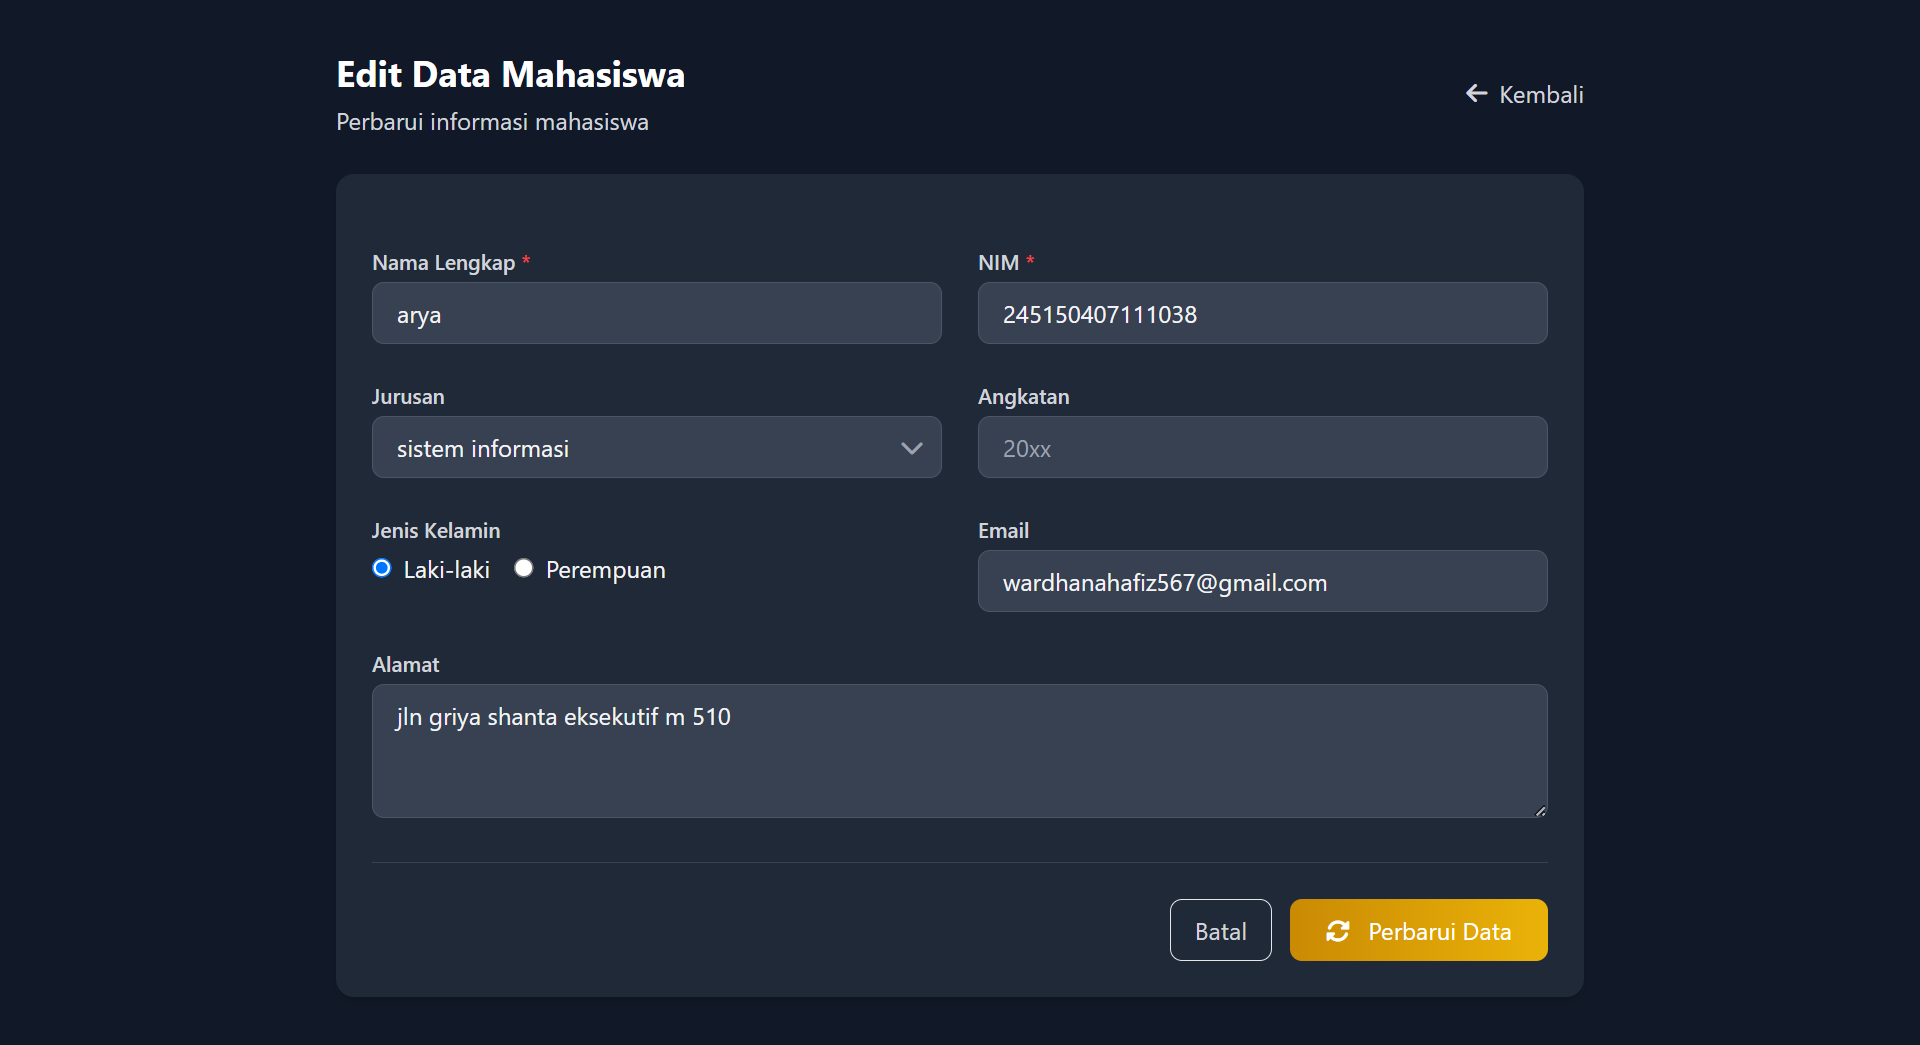 Edit Data Mahasiswa
Perbarui informasi mahasiswa
Kembali
Nama Lengkap *
arya
NIM *
245150407111038
Jurusan
sistem informasi
Angkatan
20xx
Jenis Kelamin
Laki-laki Perempuan
Email
wardhanahafiz567@gmail.com
Alamat
jln griya shanta eksekutif m 510
Batal
Perbarui Data